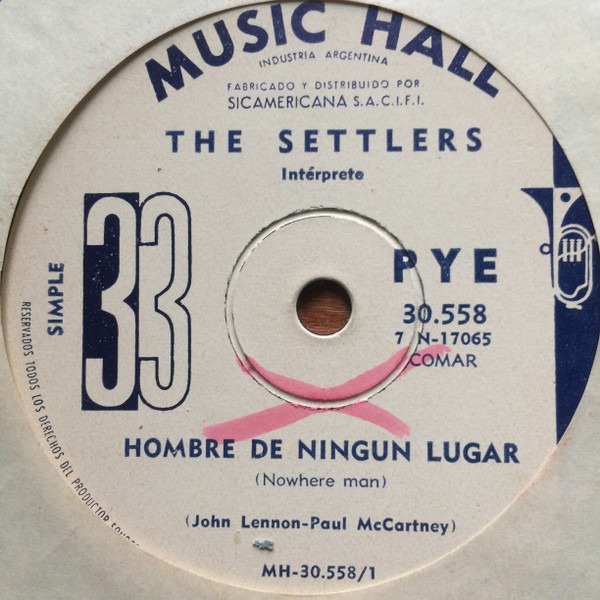 MUSIC HALL
INDUSTRIA ARGENTINA
FABRICADO Y DISTRIBUIDO POR
SICAMERICANA S.A.C.I.F.I.
THE SETTLERS
Intérprete
33
SIMPLE
PYE
30.558
7 N-17065
COMAR
RESERVADOS TODOS LOS DERECHOS DEL PRODUCTOR
HOMBRE DE NINGUN LUGAR
(Nowhere man)
(John Lennon-Paul McCartney)
MH-30.558/1